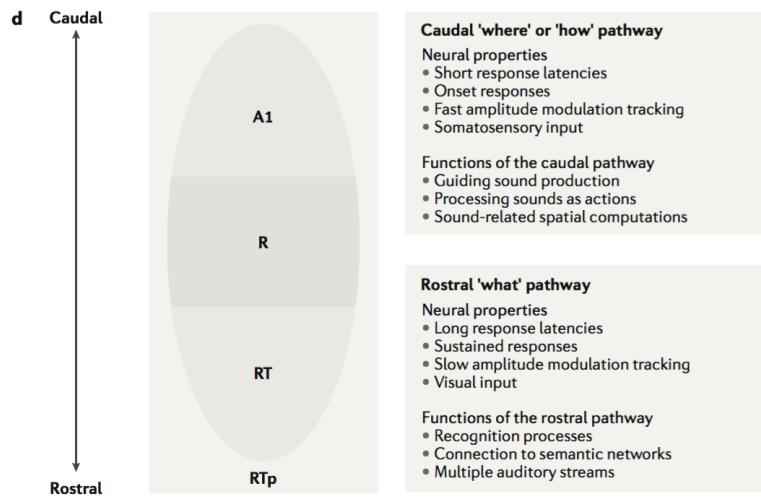 d
Caudal
A1
R
RT
RTp
Rostral
Caudal 'where' or 'how' pathway
Neural properties
• Short response latencies
• Onset responses
• Fast amplitude modulation tracking
• Somatosensory input
Functions of the caudal pathway
• Guiding sound production
• Processing sounds as actions
• Sound-related spatial computations
Rostral 'what' pathway
Neural properties
• Long response latencies
• Sustained responses
• Slow amplitude modulation tracking
• Visual input
Functions of the rostral pathway
• Recognition processes
• Connection to semantic networks
• Multiple auditory streams